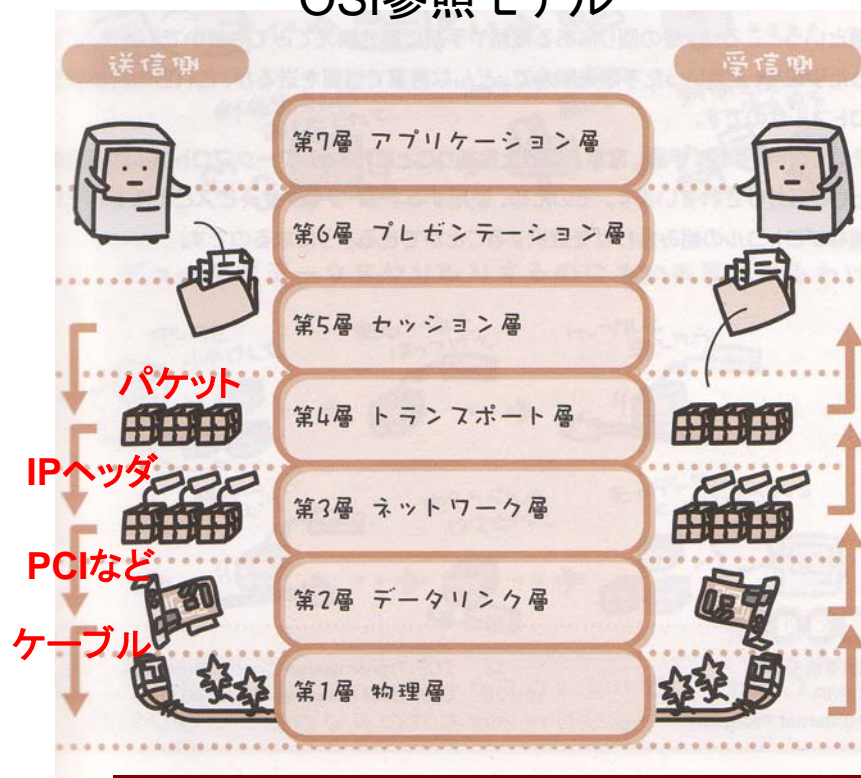 OSI参照モデル
送信側
受信側
第7層 アプリケーション層
第6層 プレゼンテーション層
第5層 セッション層
パケット
第4層 トランスポート層
IPヘッダ
第3層 ネットワーク層
PCIなど
第2層 データリンク層
ケーブル
第1層 物理層